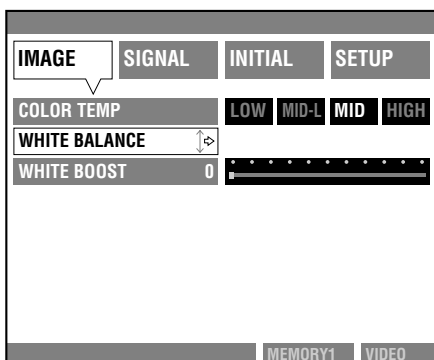 IMAGE SIGNAL INITIAL SETUP
COLOR TEMP LOW MID-L MID HIGH
WHITE BALANCE
WHITE BOOST 0
MEMORY1 VIDEO